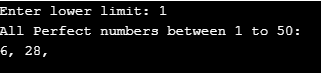 Enter lower limit: 1
All Perfect numbers between 1 to 50:
6, 28,